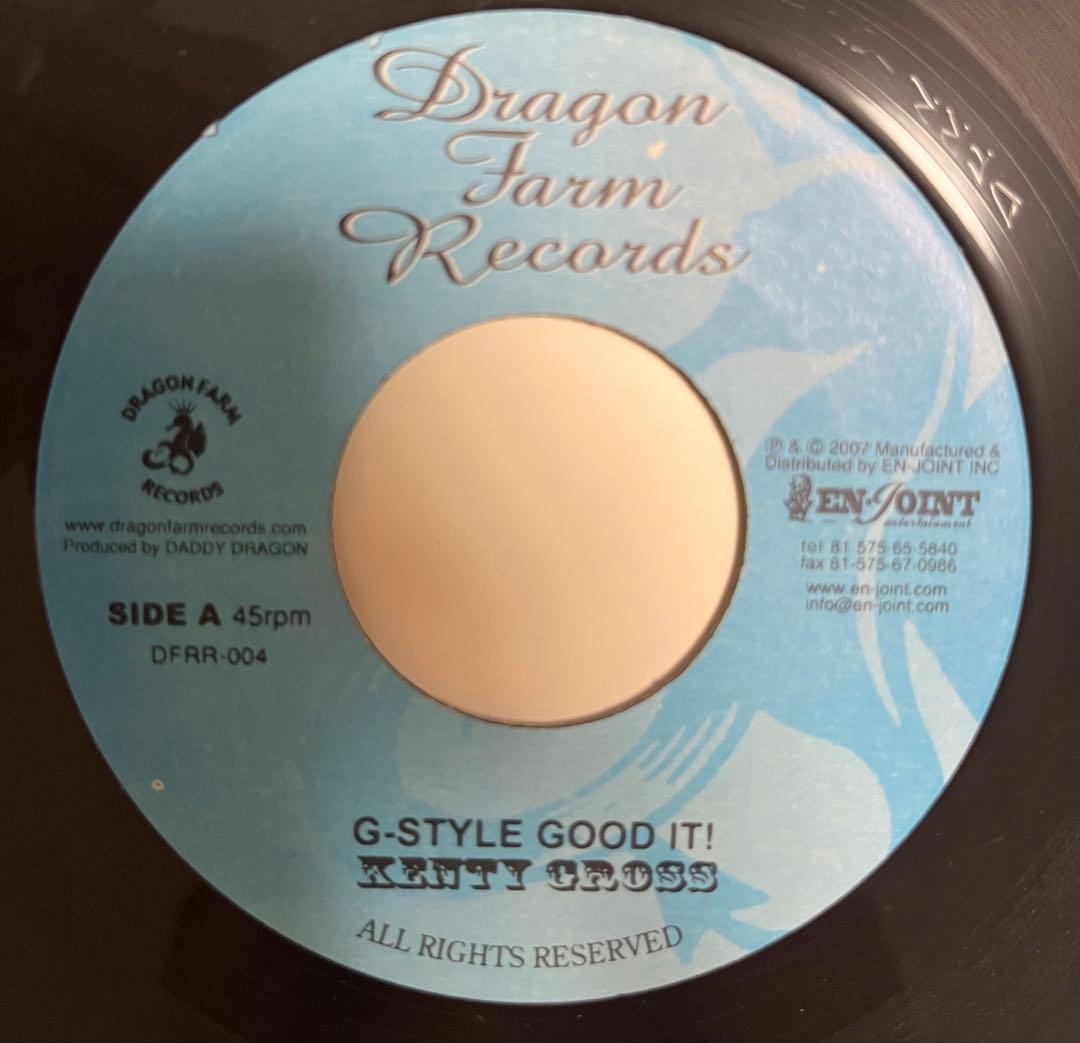 Dragon
Farm
Records
DRAGON FARM
RECORDS
www.dragonfarmrecords.com
Produced by DADDY DRAGON
SIDE A 45rpm
DFRR-004
℗ & © 2007 Manufactured &
Distributed by EN-JOINT INC
EN-JOINT
entertainment
tel 81-575-65-5840
fax 81-575-67-0986
www.en-joint.com
info@en-joint.com
G-STYLE GOOD IT!
KENTY GROSS
ALL RIGHTS RESERVED